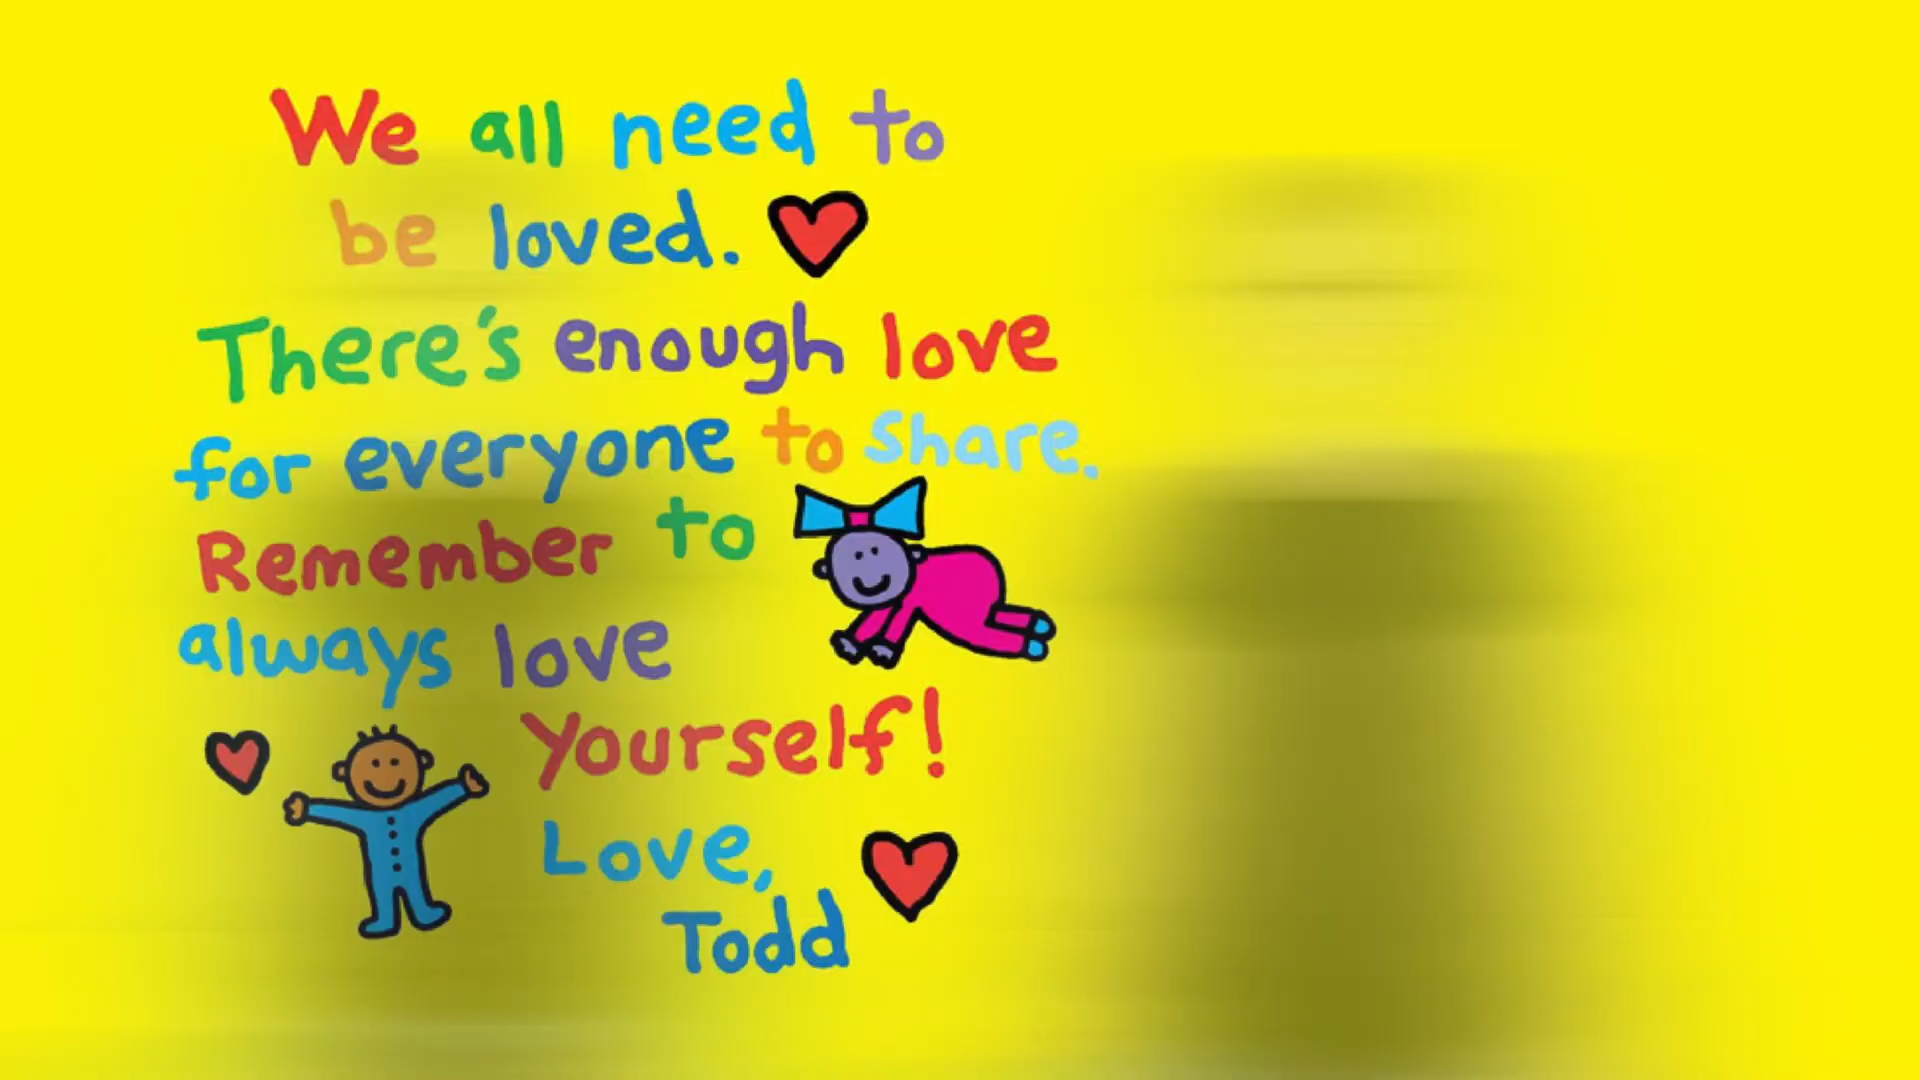 We all need to
be loved.
There's enough love
for everyone to share.
Remember to
always love
Yourself!
Love,
Todd